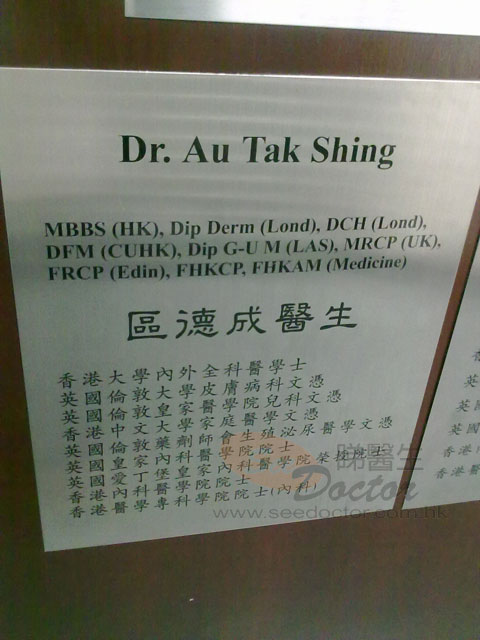 Dr. Au Tak Shing
MBBS (HK), Dip Derm (Lond), DCH (Lond),
DFM (CUHK), Dip G-U M (LAS), MRCP (UK),
FRCP (Edin), FHKCP, FHKAM (Medicine)
區德成醫生
香港大學內外全科醫學士
英國倫敦大學皮膚病科文憑
英國倫敦皇家醫學院兒科文憑
香港中文大學家庭醫學文憑
英國倫敦藥劑師會生殖泌尿醫學文憑
英國皇家內科醫學院院士
英國愛丁堡皇家內科醫學院榮授院士
香港內科醫學院院士
香港醫學專科學院院士(內科)
睇醫生
Doctor
www.seedoctor.com.hk